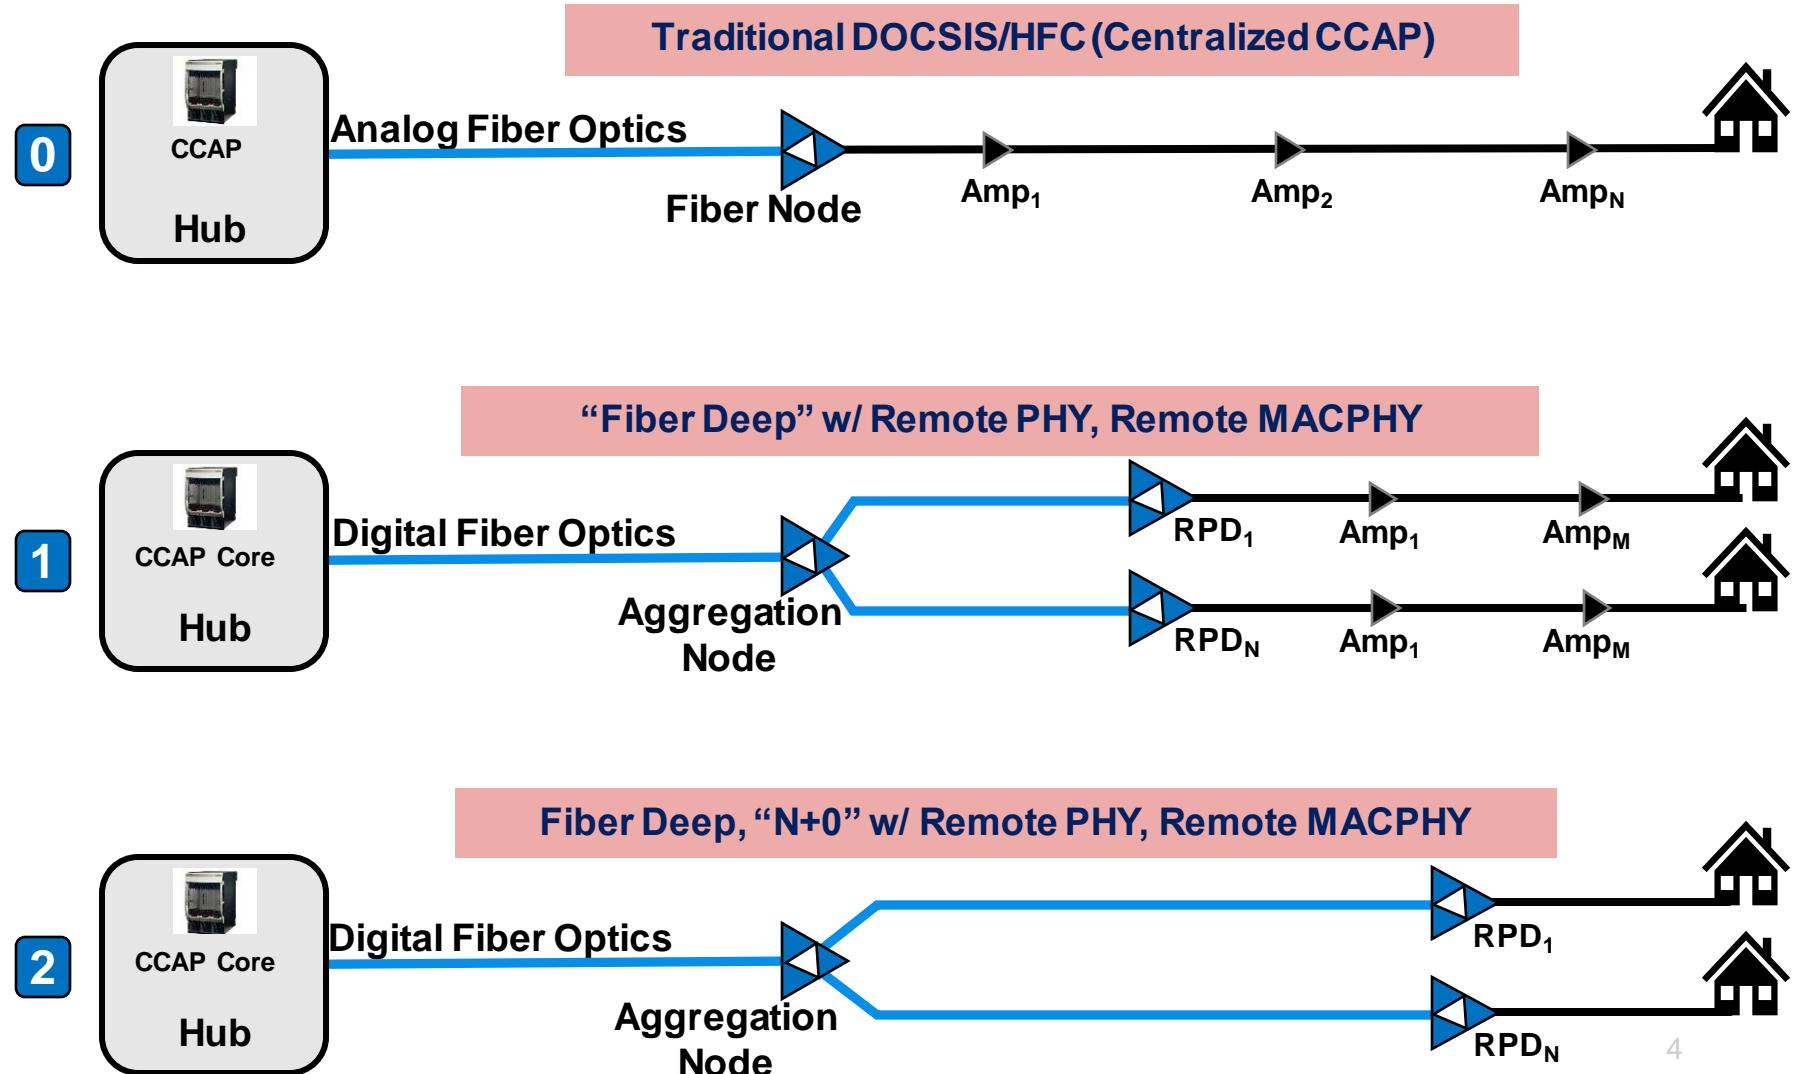 Traditional DOCSIS/HFC (Centralized CCAP)
0
CCAP
Hub
Analog Fiber Optics
Fiber Node
Amp₁
Amp₂
Ampₙ
“Fiber Deep” w/ Remote PHY, Remote MACPHY
1
CCAP Core
Hub
Digital Fiber Optics
Aggregation
Node
RPD₁
Amp₁
Ampₘ
RPDₙ
Amp₁
Ampₘ
Fiber Deep, “N+0” w/ Remote PHY, Remote MACPHY
2
CCAP Core
Hub
Digital Fiber Optics
Aggregation
Node
RPD₁
RPDₙ
4